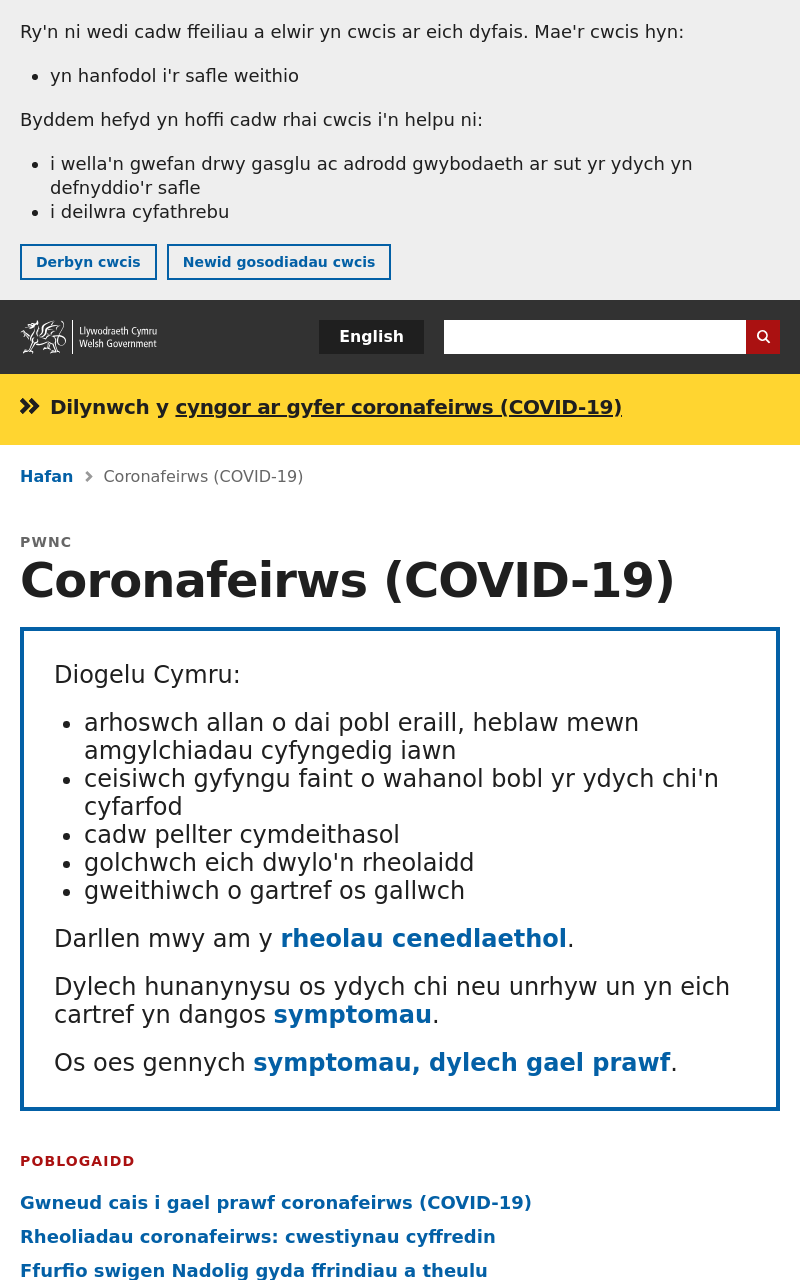 Ry'n ni wedi cadw ffeiliau a elwir yn cwcis ar eich dyfais. Mae'r cwcis hyn:
yn hanfodol i'r safle weithio
Byddem hefyd yn hoffi cadw rhai cwcis i'n helpu ni:
i wella'n gwefan drwy gasglu ac adrodd gwybodaeth ar sut yr ydych yn
defnyddio'r safle
i deilwra cyfathrebu
Derbyn cwcis
Newid gosodiadau cwcis
Llywodraeth Cymru
Welsh Government
English
Dilynwch y cyngor ar gyfer coronafeirws (COVID-19)
Hafan
Coronafeirws (COVID-19)
PWNC
Coronafeirws (COVID-19)
Diogelu Cymru:
arhoswch allan o dai pobl eraill, heblaw mewn
amgylchiadau cyfyngedig iawn
ceisiwch gyfyngu faint o wahanol bobl yr ydych chi'n
cyfarfod
cadw pellter cymdeithasol
golchwch eich dwylo'n rheolaidd
gweithiwch o gartref os gallwch
Darllen mwy am y rheolau cenedlaethol.
Dylech hunanynysu os ydych chi neu unrhyw un yn eich
cartref yn dangos symptomau.
Os oes gennych symptomau, dylech gael prawf.
POBLOGAIDD
Gwneud cais i gael prawf coronafeirws (COVID-19)
Rheoliadau coronafeirws: cwestiynau cyffredin
Ffurfio swigen Nadolig gyda ffrindiau a theulu